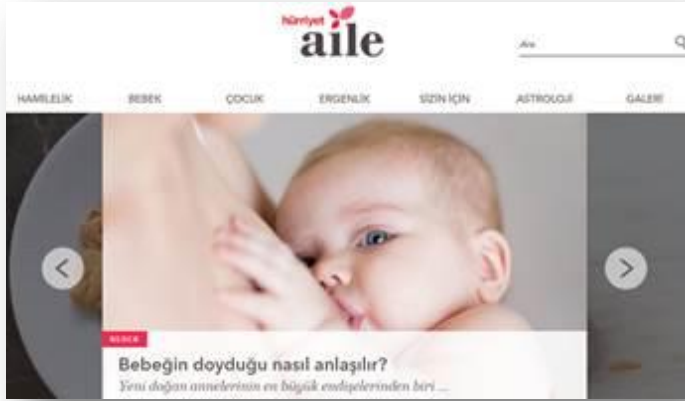 hürriyet
aile
Ara
HAMİLELİK BEBEK ÇOCUK ERGENLİK SİZİN İÇİN ASTROLOJİ GALERİ
BEBEK
Bebeğin doyduğu nasıl anlaşılır?
Yeni doğan annelerinin en büyük endişelerinden biri ...